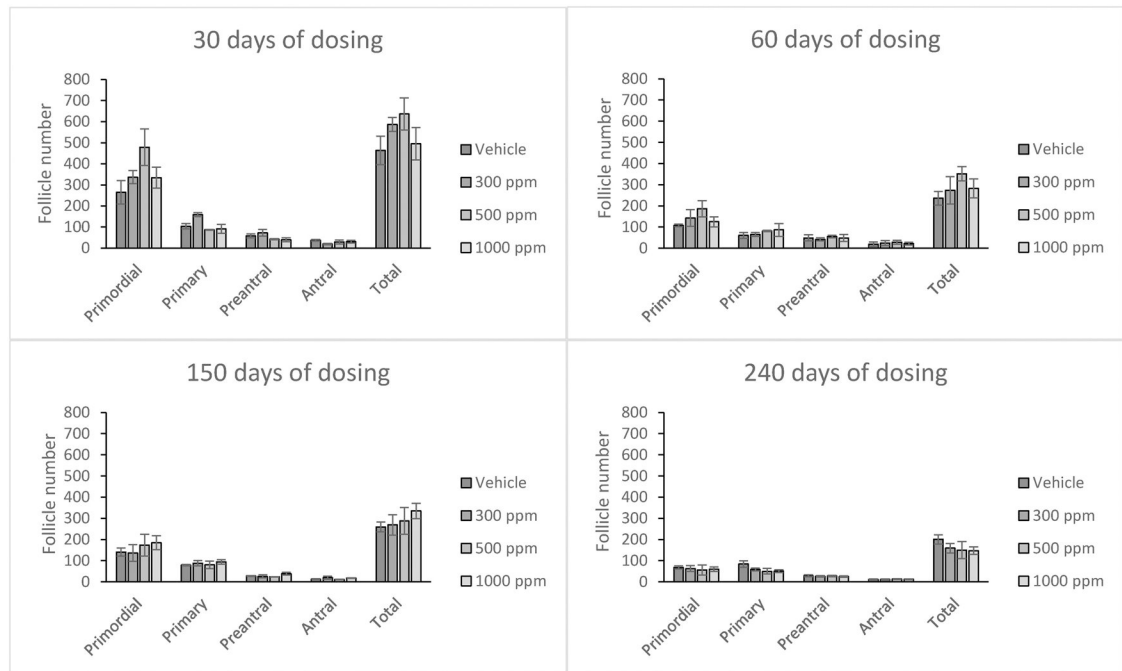 30 days of dosing
Follicle number
800
700
600
500
400
300
200
100
0
Primordial
Primary
Preantral
Antral
Total
Vehicle
300 ppm
500 ppm
1000 ppm
60 days of dosing
Follicle number
800
700
600
500
400
300
200
100
0
Primordial
Primary
Preantral
Antral
Total
Vehicle
300 ppm
500 ppm
1000 ppm
150 days of dosing
Follicle number
800
700
600
500
400
300
200
100
0
Primordial
Primary
Preantral
Antral
Total
Vehicle
300 ppm
500 ppm
1000 ppm
240 days of dosing
Follicle number
800
700
600
500
400
300
200
100
0
Primordial
Primary
Preantral
Antral
Total
Vehicle
300 ppm
500 ppm
1000 ppm